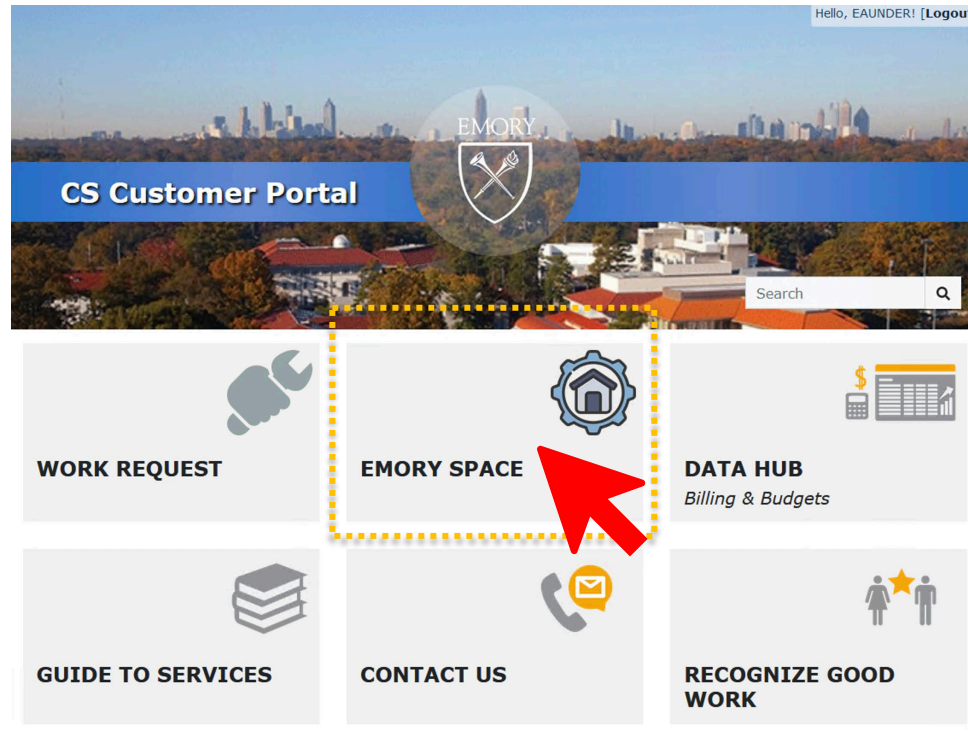 Hello, EAUNDER! [Logout
EMORY
CS Customer Portal
Search
WORK REQUEST
EMORY SPACE
$
DATA HUB
Billing & Budgets
GUIDE TO SERVICES
CONTACT US
RECOGNIZE GOOD
WORK